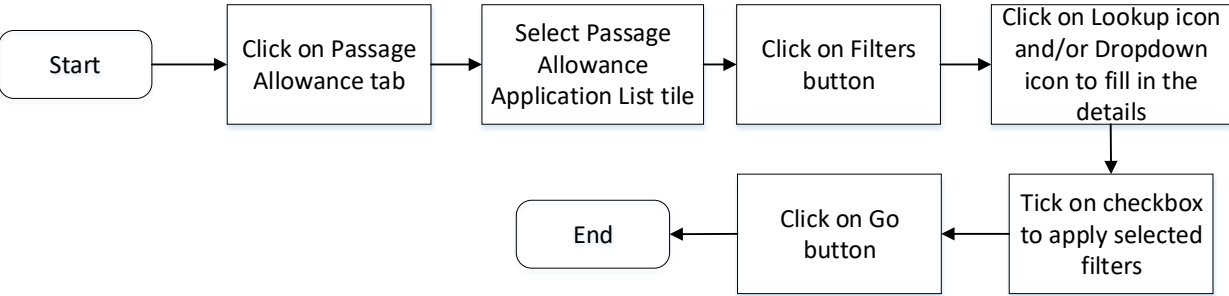 Start
Click on Passage
Allowance tab
Select Passage
Allowance
Application List tile
Click on Filters
button
Click on Lookup icon
and/or Dropdown
icon to fill in the
details
Tick on checkbox
to apply selected
filters
Click on Go
button
End